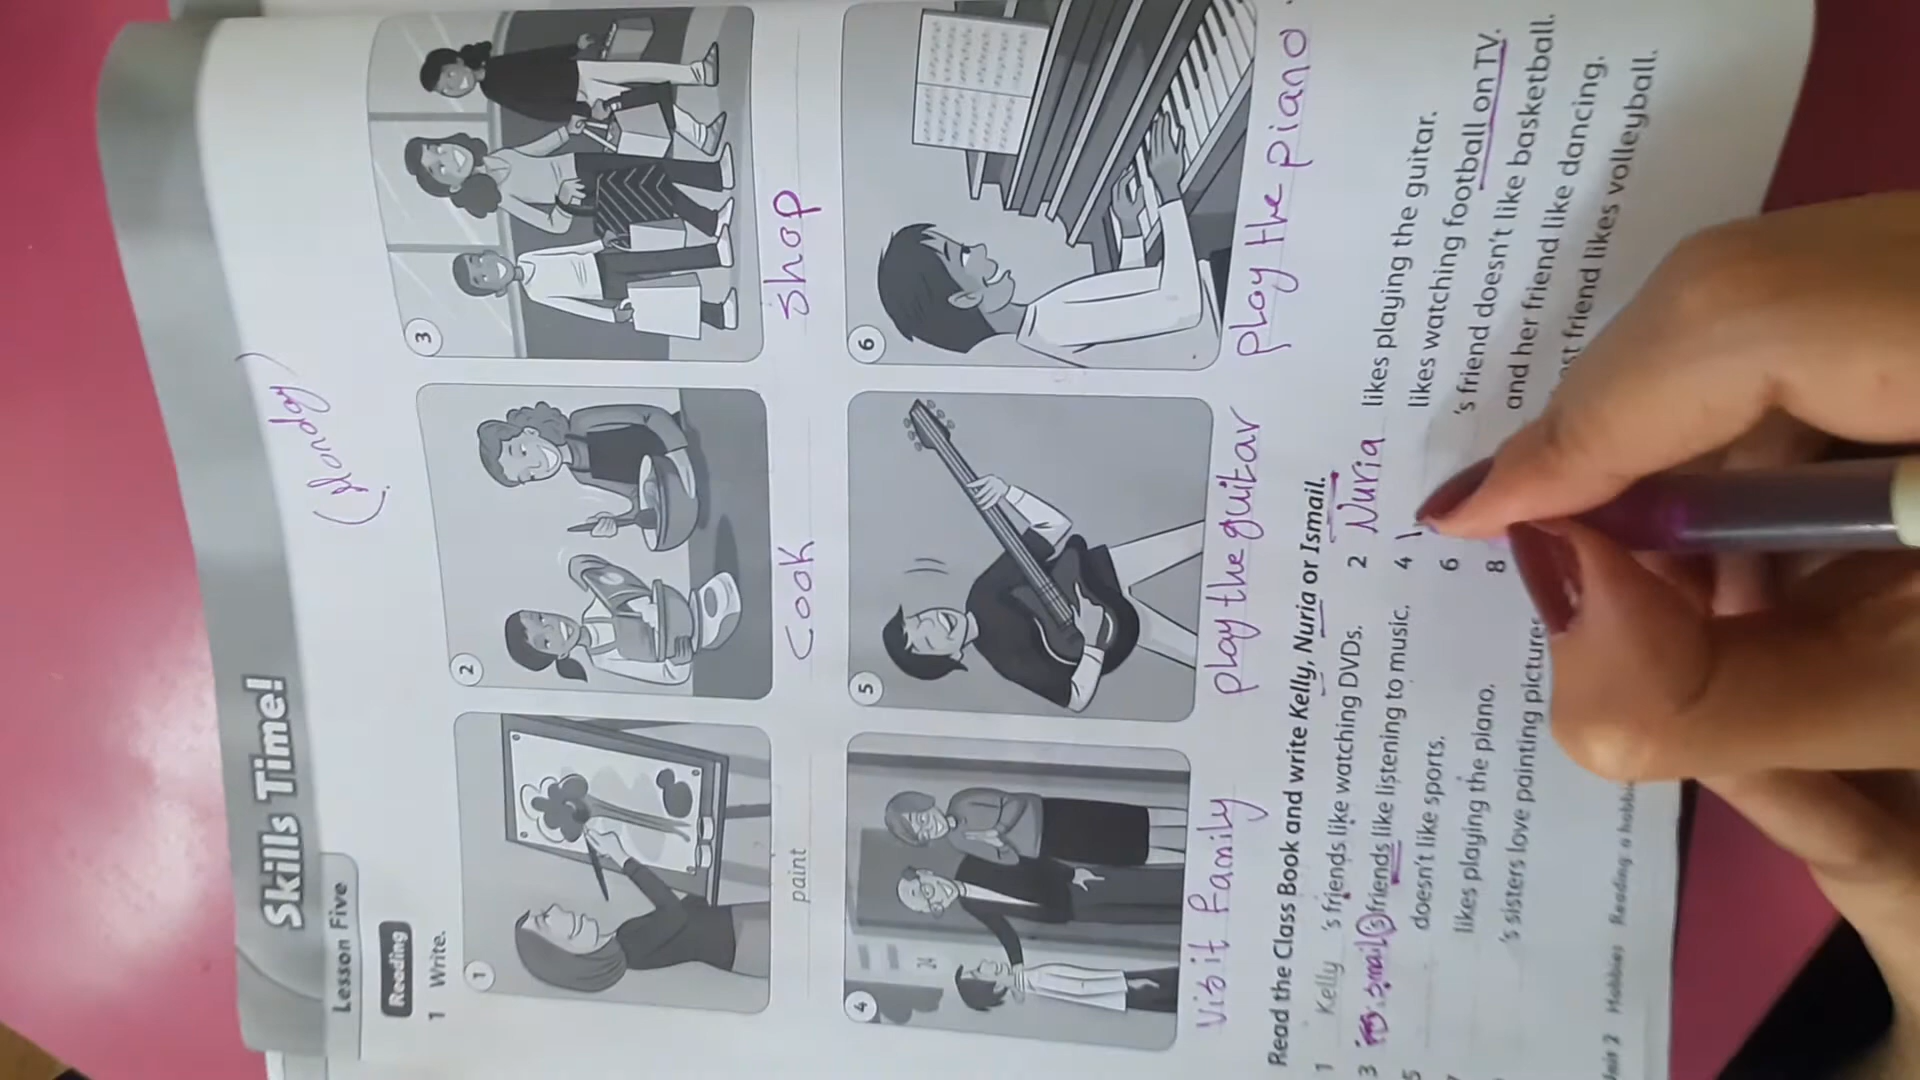 Skills Time!
Lesson Five
(Monday)
Reading
1 Write.
1
2
3
paint
cook
shop
4
24
5
6
visit family
play the guitar
play the piano
Read the Class Book and write Kelly, Nuria or Ismail.
1 Kelly 's friends like watching DVDs.
2 Nuria likes playing the guitar.
3 Ismail 's friends like listening to music.
4 likes watching football on TV.
5 doesn't like sports.
6 's friend doesn't like basketball.
likes playing the piano.
8 and her friend like dancing.
's sisters love painting pictures
friend likes volleyball.
Unit 2 Hobbies Reading: a